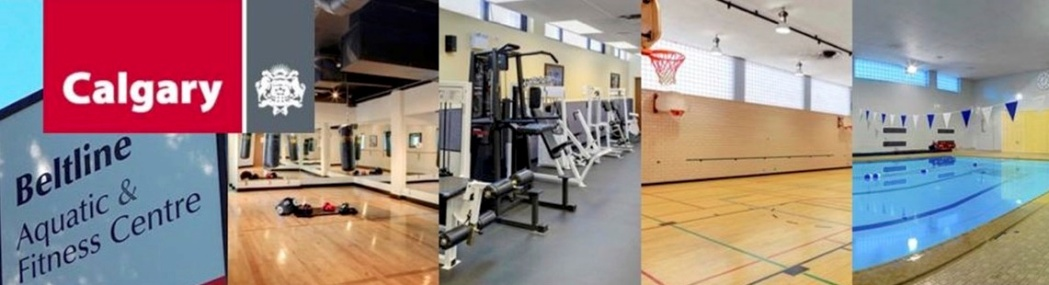 Calgary
Beltline
Aquatic &
Fitness Centre